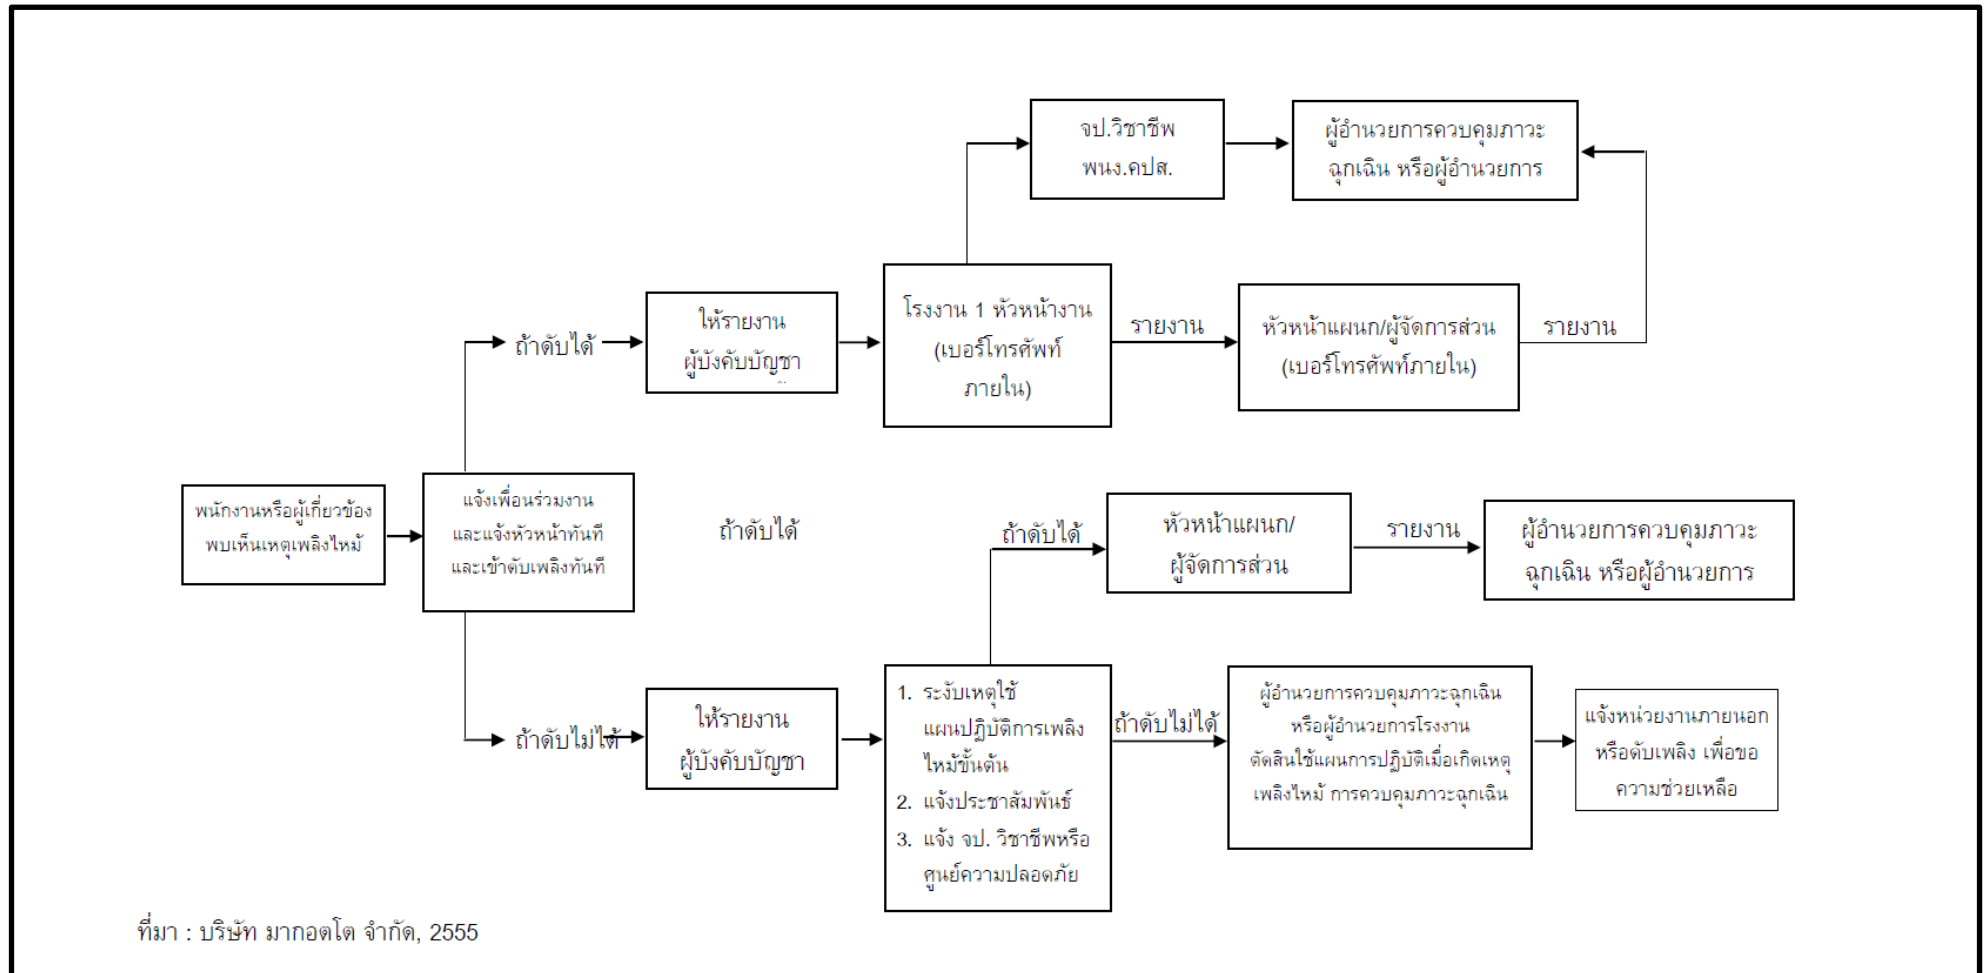 จป.วิชาชีพ
พนง.คปส.
ผู้อำนวยการควบคุมภาวะ
ฉุกเฉิน หรือผู้อำนวยการ
ถ้าดับได้
ให้รายงาน
ผู้บังคับบัญชา
โรงงาน 1 หัวหน้างาน
(เบอร์โทรศัพท์
ภายใน)
รายงาน
หัวหน้าแผนก/ผู้จัดการส่วน
(เบอร์โทรศัพท์ภายใน)
รายงาน
พนักงานหรือผู้เกี่ยวข้อง
พบเห็นเหตุเพลิงไหม้
แจ้งเพื่อนร่วมงาน
และแจ้งหัวหน้าทันที
และเข้าดับเพลิงทันที
ถ้าดับได้
ถ้าดับได้
หัวหน้าแผนก/
ผู้จัดการส่วน
รายงาน
ผู้อำนวยการควบคุมภาวะ
ฉุกเฉิน หรือผู้อำนวยการ
ถ้าดับไม่ได้
ให้รายงาน
ผู้บังคับบัญชา
1. ระงับเหตุใช้
แผนปฏิบัติการเพลิง
ไหม้ขั้นต้น
2. แจ้งประชาสัมพันธ์
3. แจ้ง จป. วิชาชีพหรือ
ศูนย์ความปลอดภัย
ถ้าดับไม่ได้
ผู้อำนวยการควบคุมภาวะฉุกเฉิน
หรือผู้อำนวยการโรงงาน
ตัดสินใช้แผนการปฏิบัติเมื่อเกิดเหตุ
เพลิงไหม้ การควบคุมภาวะฉุกเฉิน
แจ้งหน่วยงานภายนอก
หรือดับเพลิง เพื่อขอ
ความช่วยเหลือ
ที่มา : บริษัท มากอตโต จำกัด, 2555